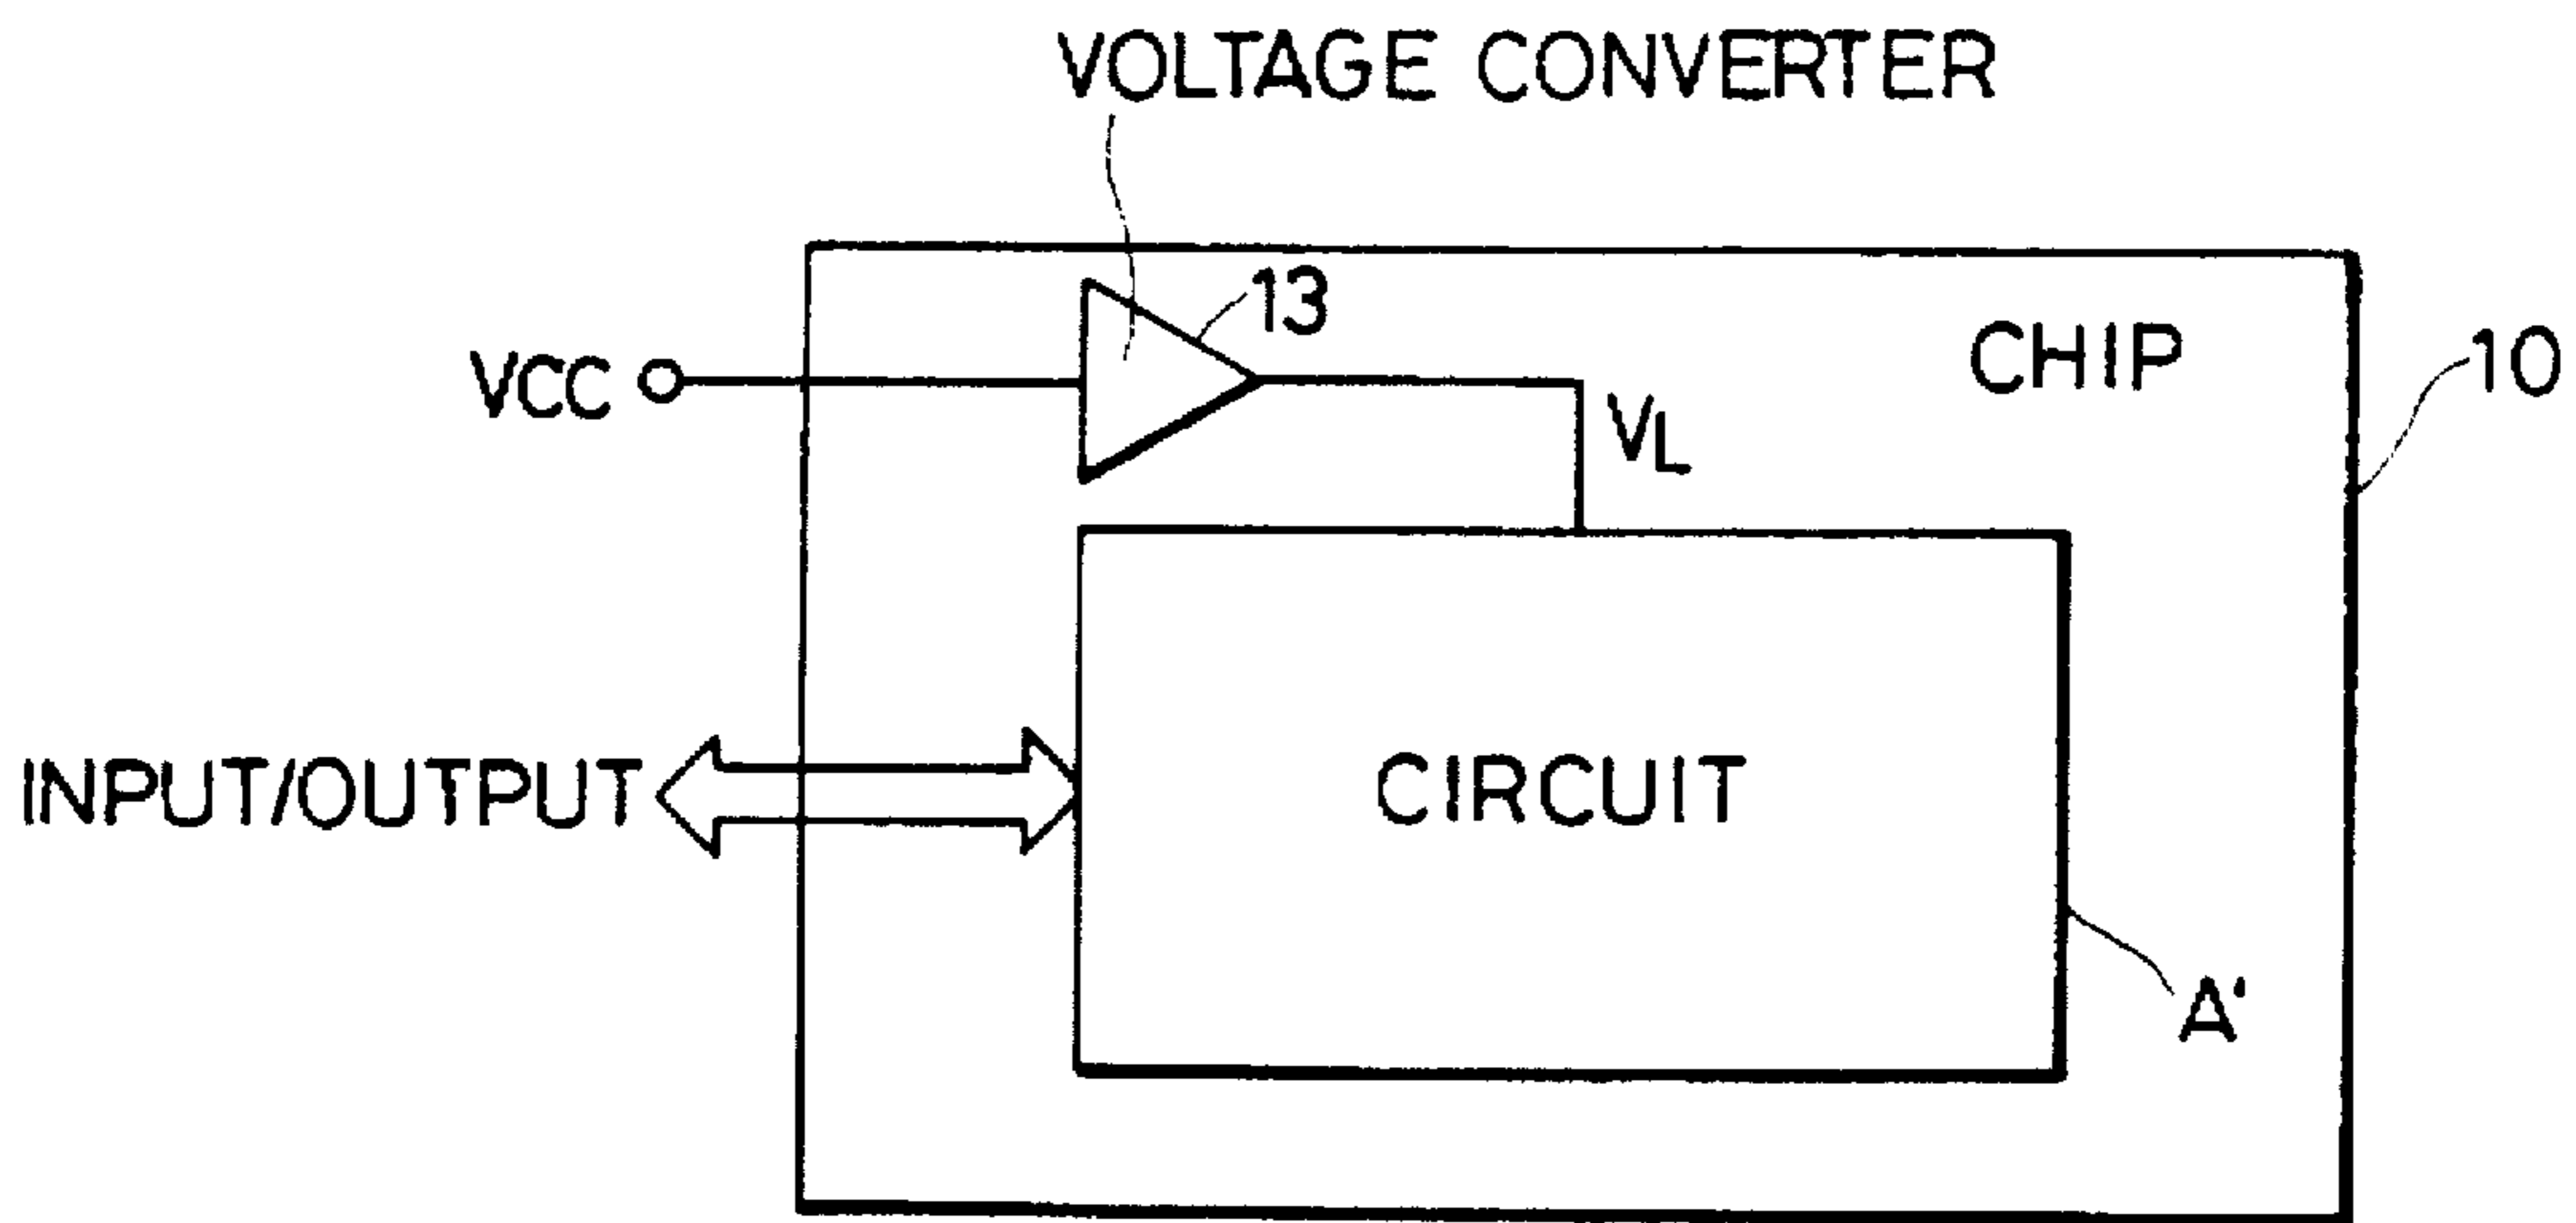 VOLTAGE CONVERTER
13
CHIP
10
VCC
VL
INPUT/OUTPUT
CIRCUIT
A'